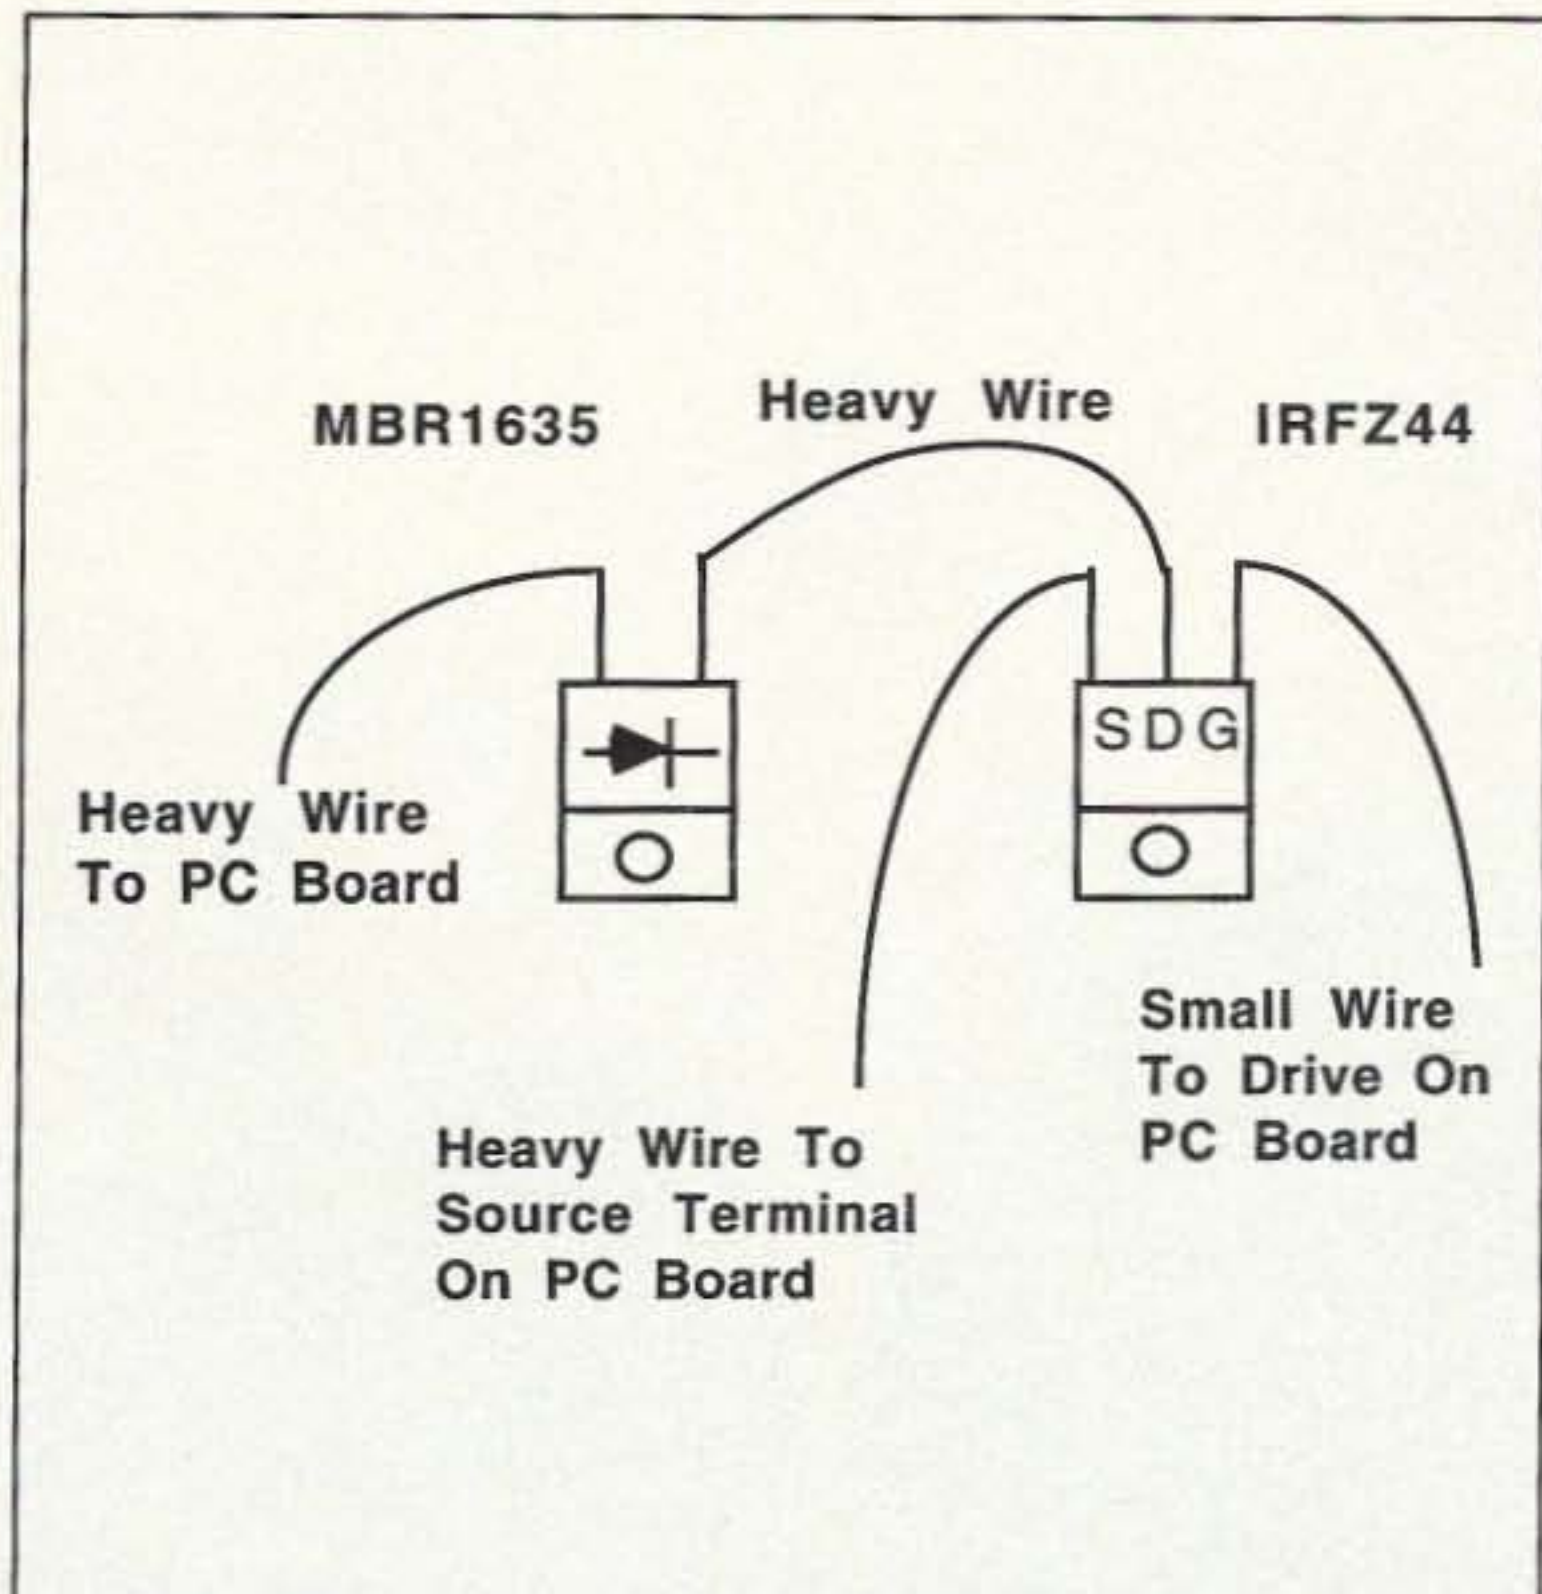 MBR1635
Heavy Wire
IRFZ44
S D G
Heavy Wire
To PC Board
Small Wire
To Drive On
PC Board
Heavy Wire To
Source Terminal
On PC Board